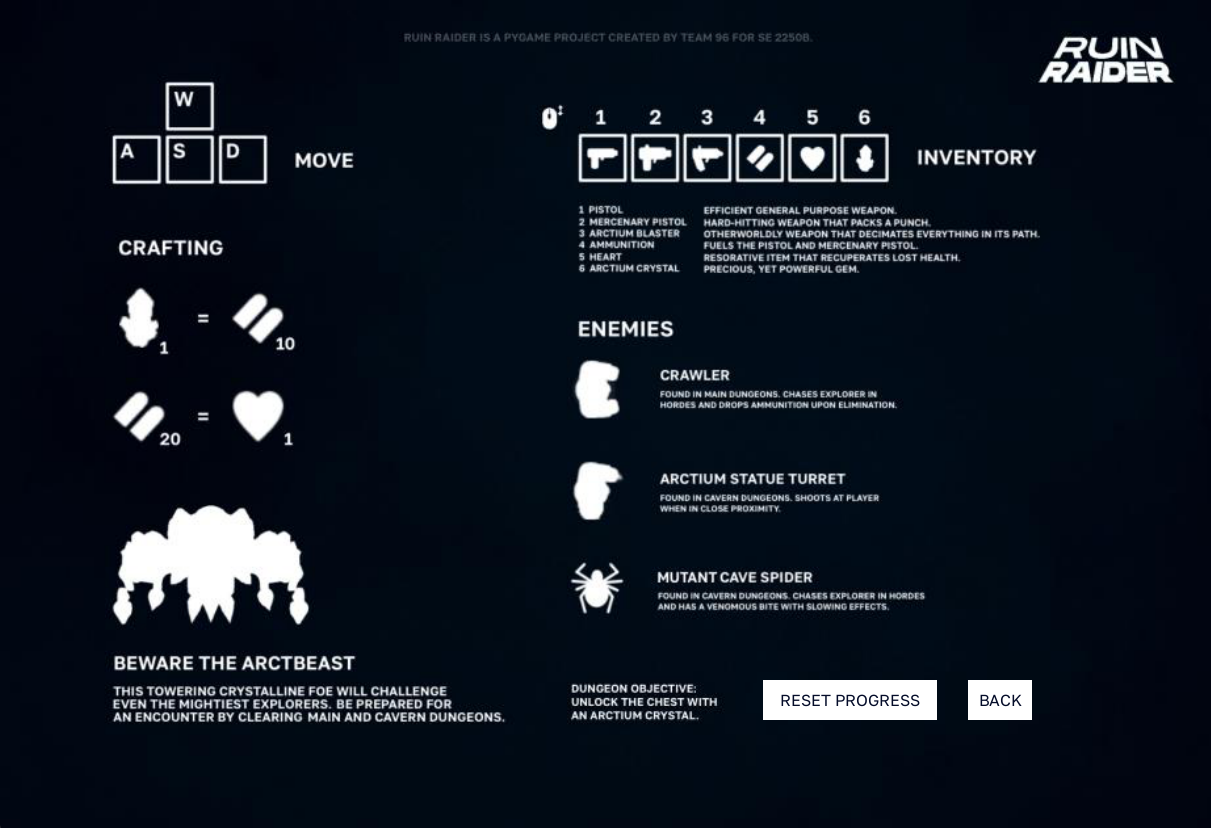 RUIN RAIDER IS A PYGAME PROJECT CREATED BY TEAM 96 FOR SE 2250B.
RUIN
RAIDER
W
A S D
MOVE
1 2 3 4 5 6
INVENTORY
1 PISTOL EFFICIENT GENERAL PURPOSE WEAPON.
2 MERCENARY PISTOL HARD-HITTING WEAPON THAT PACKS A PUNCH.
3 ARCTIUM BLASTER OTHERWORLDLY WEAPON THAT DECIMATES EVERYTHING IN ITS PATH.
4 AMMUNITION FUELS THE PISTOL AND MERCENARY PISTOL.
5 HEART RESORATIVE ITEM THAT RECUPERATES LOST HEALTH.
6 ARCTIUM CRYSTAL PRECIOUS, YET POWERFUL GEM.
CRAFTING
1 = 10
20 = 1
BEWARE THE ARCTBEAST
THIS TOWERING CRYSTALLINE FOE WILL CHALLENGE
EVEN THE MIGHTIEST EXPLORERS. BE PREPARED FOR
AN ENCOUNTER BY CLEARING MAIN AND CAVERN DUNGEONS.
ENEMIES
CRAWLER
FOUND IN MAIN DUNGEONS. CHASES EXPLORER IN
HORDES AND DROPS AMMUNITION UPON ELIMINATION.
ARCTIUM STATUE TURRET
FOUND IN CAVERN DUNGEONS. SHOOTS AT PLAYER
WHEN IN CLOSE PROXIMITY.
MUTANT CAVE SPIDER
FOUND IN CAVERN DUNGEONS. CHASES EXPLORER IN HORDES
AND HAS A VENOMOUS BITE WITH SLOWING EFFECTS.
DUNGEON OBJECTIVE:
UNLOCK THE CHEST WITH
AN ARCTIUM CRYSTAL.
RESET PROGRESS
BACK